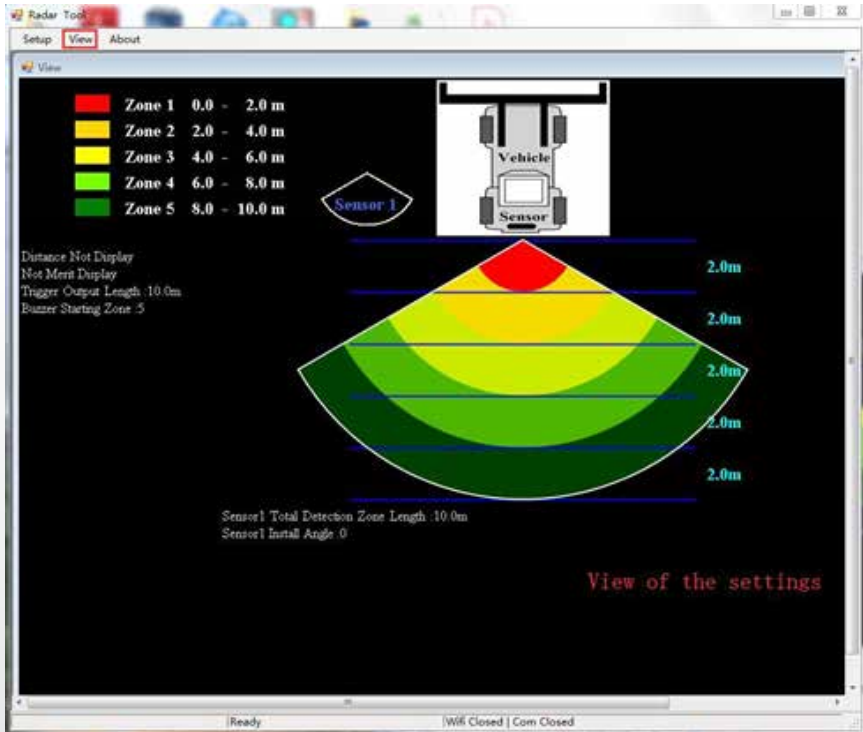 Radar Tool
Setup View About
View
Zone 1 0.0 - 2.0 m
Zone 2 2.0 - 4.0 m
Zone 3 4.0 - 6.0 m
Zone 4 6.0 - 8.0 m
Zone 5 8.0 - 10.0 m
Sensor 1
Vehicle
Sensor
Distance Not Display
Not Merit Display
Trigger Output Length :10.0m
Buzzer Starting Zone :5
2.0m
2.0m
2.0m
2.0m
2.0m
Sensor1 Total Detection Zone Length :10.0m
Sensor1 Install Angle :0
View of the settings
Ready
Wifi Closed | Com Closed